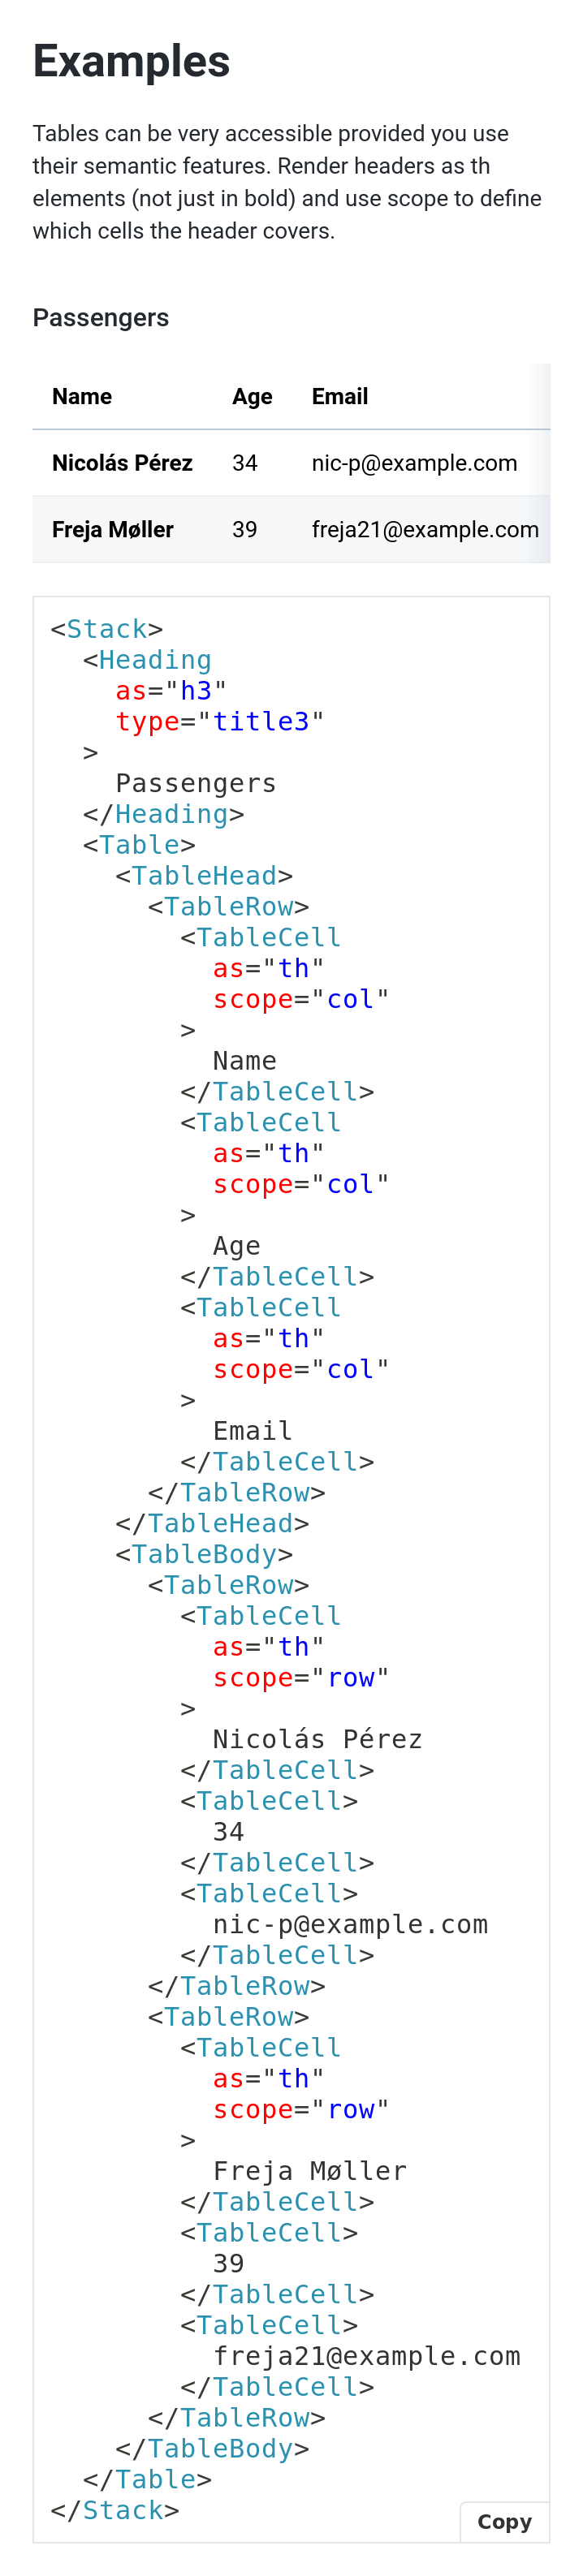 Examples
Tables can be very accessible provided you use
their semantic features. Render headers as th
elements (not just in bold) and use scope to define
which cells the header covers.
Passengers
Name Age Email
Nicolás Pérez 34 nic-p@example.com
Freja Møller 39 freja21@example.com
<Stack>
  <Heading
    as="h3"
    type="title3"
  >
    Passengers
  </Heading>
  <Table>
    <TableHead>
      <TableRow>
        <TableCell
          as="th"
          scope="col"
        >
          Name
        </TableCell>
        <TableCell
          as="th"
          scope="col"
        >
          Age
        </TableCell>
        <TableCell
          as="th"
          scope="col"
        >
          Email
        </TableCell>
      </TableRow>
    </TableHead>
    <TableBody>
      <TableRow>
        <TableCell
          as="th"
          scope="row"
        >
          Nicolás Pérez
        </TableCell>
        <TableCell>
          34
        </TableCell>
        <TableCell>
          nic-p@example.com
        </TableCell>
      </TableRow>
      <TableRow>
        <TableCell
          as="th"
          scope="row"
        >
          Freja Møller
        </TableCell>
        <TableCell>
          39
        </TableCell>
        <TableCell>
          freja21@example.com
        </TableCell>
      </TableRow>
    </TableBody>
  </Table>
</Stack>
Copy